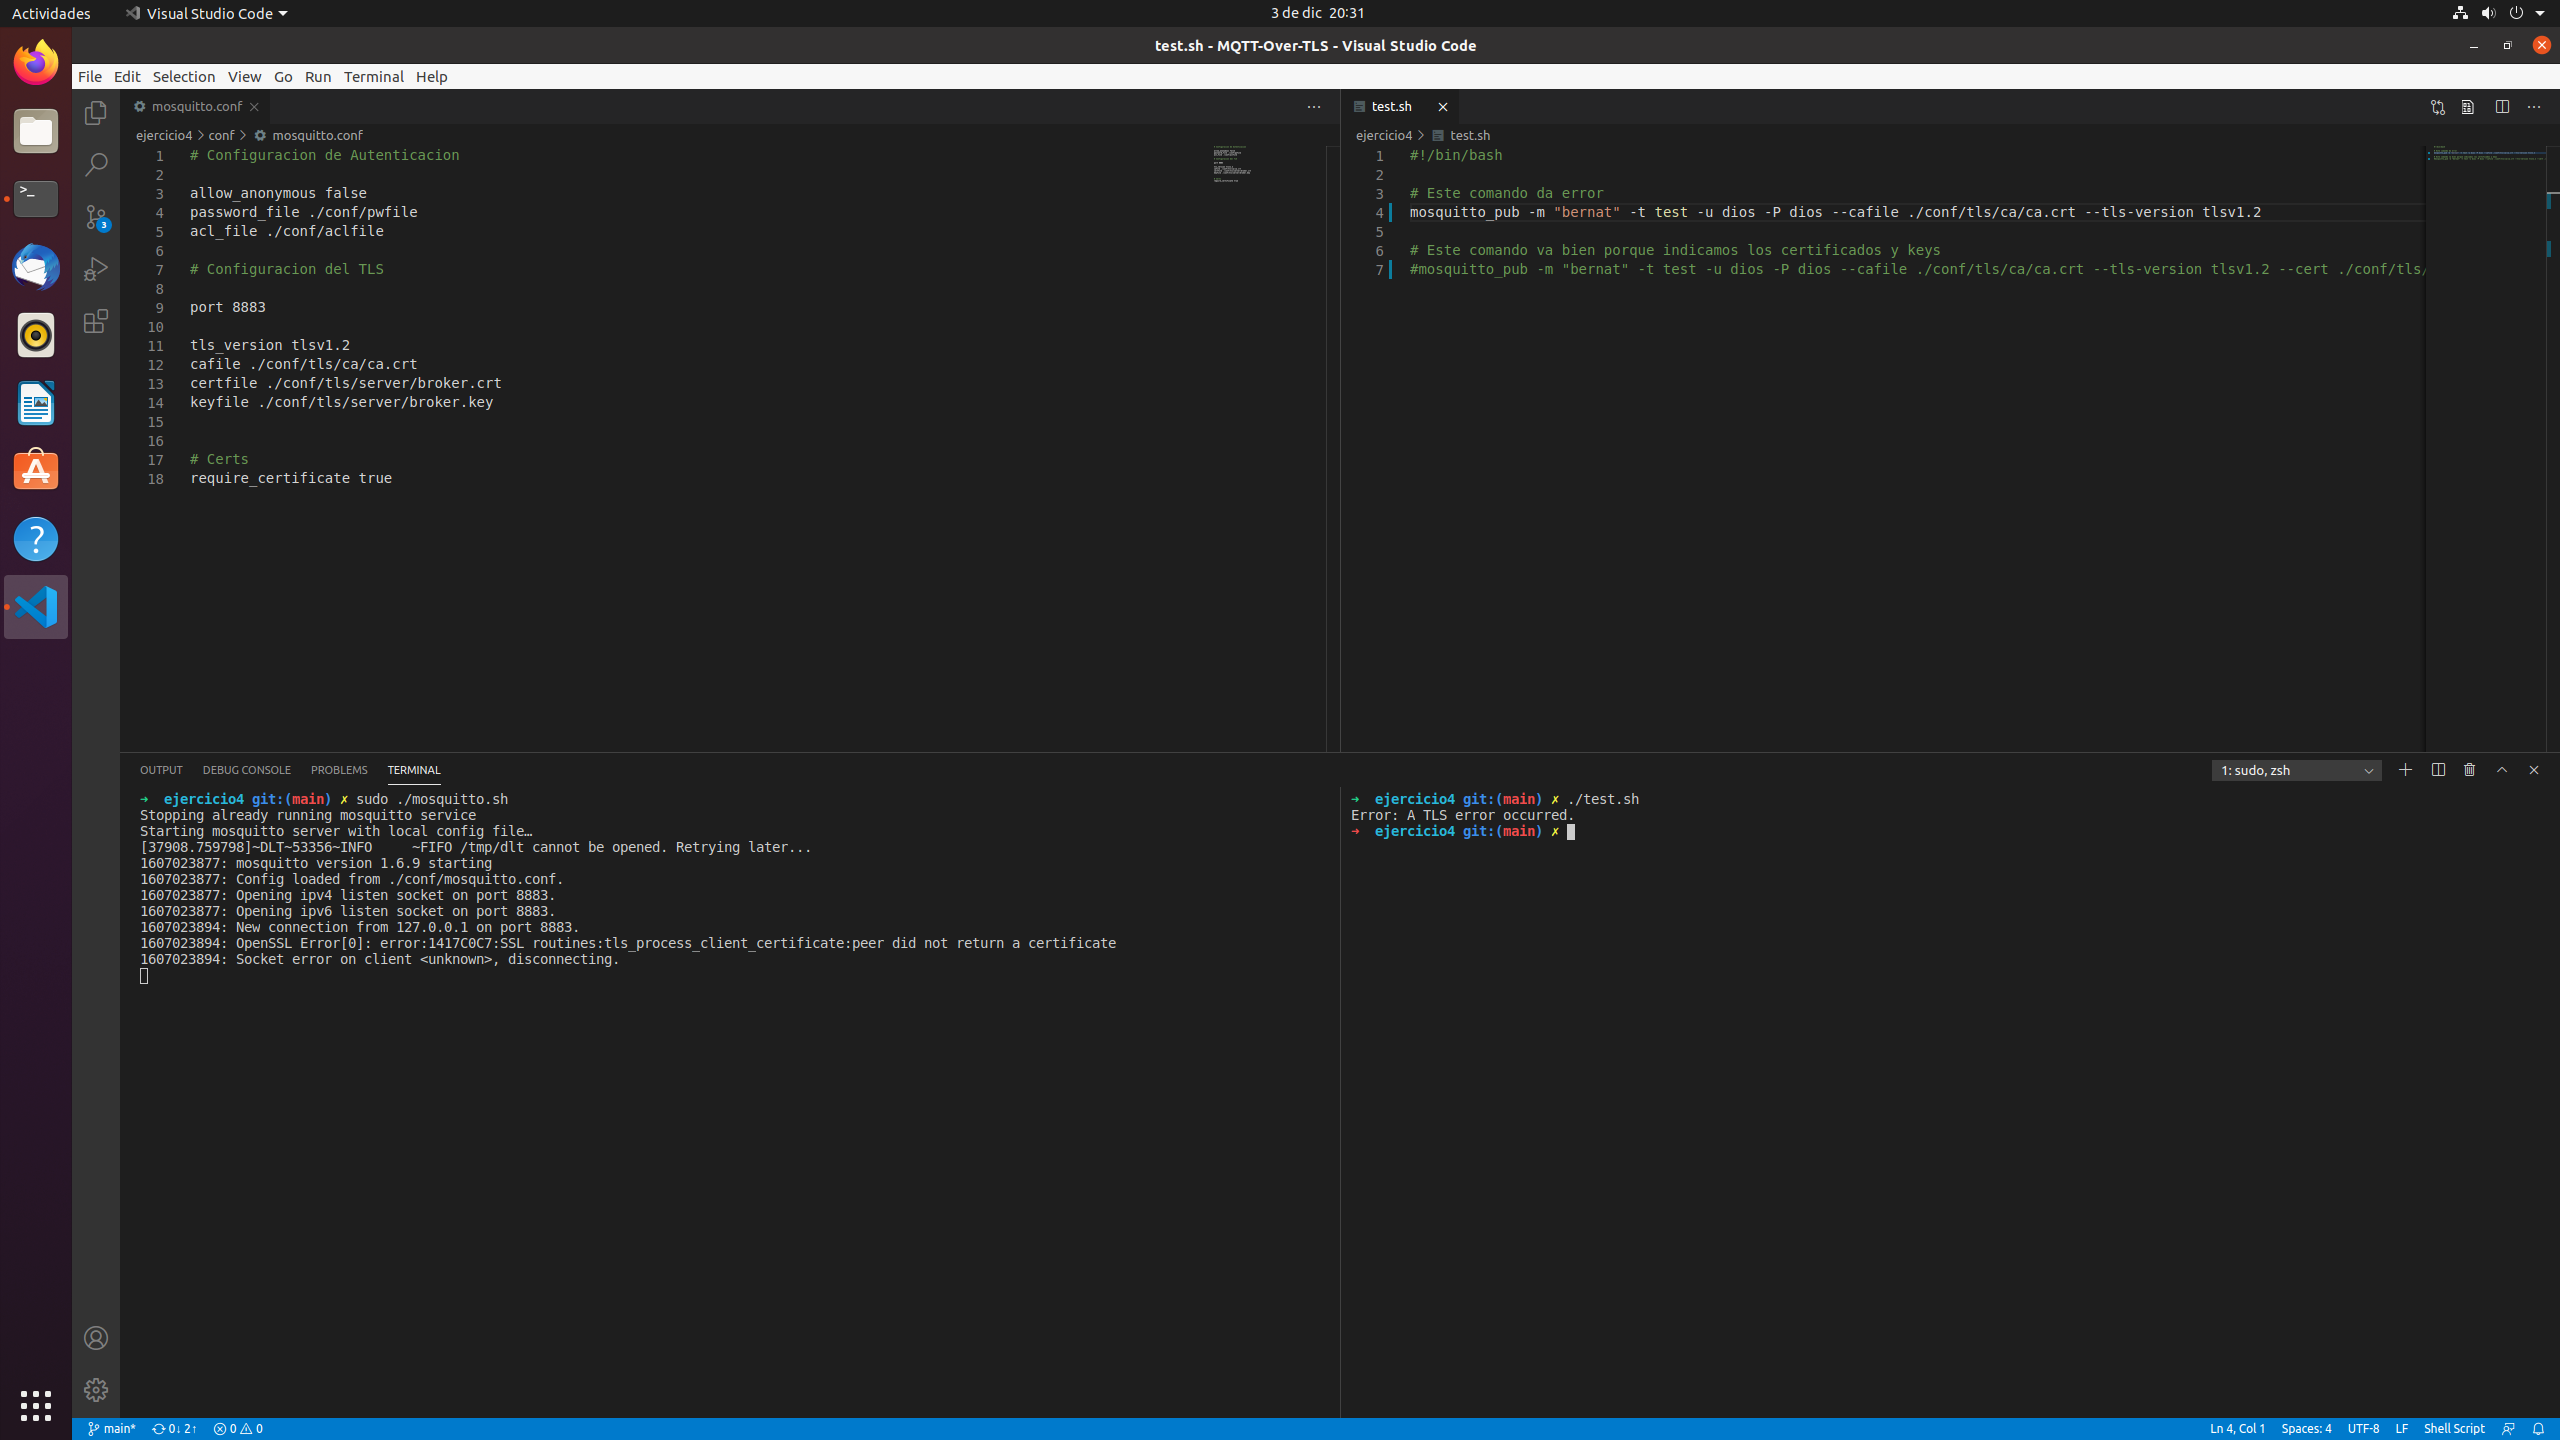 Actividades
Visual Studio Code
3 de dic 20:31
test.sh - MQTT-Over-TLS - Visual Studio Code
File Edit Selection View Go Run Terminal Help
mosquitto.conf
ejercicio4 > conf > mosquitto.conf
1 # Configuracion de Autenticacion
2
3 allow_anonymous false
4 password_file ./conf/pwfile
5 acl_file ./conf/aclfile
6
7 # Configuracion del TLS
8
9 port 8883
10
11 tls_version tlsv1.2
12 cafile ./conf/tls/ca/ca.crt
13 certfile ./conf/tls/server/broker.crt
14 keyfile ./conf/tls/server/broker.key
15
16
17 # Certs
18 require_certificate true
test.sh
ejercicio4 > test.sh
1 #!/bin/bash
2
3 # Este comando da error
4 mosquitto_pub -m "bernat" -t test -u dios -P dios --cafile ./conf/tls/ca/ca.crt --tls-version tlsv1.2
5
6 # Este comando va bien porque indicamos los certificados y keys
7 #mosquitto_pub -m "bernat" -t test -u dios -P dios --cafile ./conf/tls/ca/ca.crt --tls-version tlsv1.2 --cert ./conf/tls/
3
OUTPUT DEBUG CONSOLE PROBLEMS TERMINAL
1: sudo, zsh
➜ ejercicio4 git:(main) ✗ sudo ./mosquitto.sh
Stopping already running mosquitto service
Starting mosquitto server with local config file…
[37908.759798]~DLT~53356~INFO     ~FIFO /tmp/dlt cannot be opened. Retrying later...
1607023877: mosquitto version 1.6.9 starting
1607023877: Config loaded from ./conf/mosquitto.conf.
1607023877: Opening ipv4 listen socket on port 8883.
1607023877: Opening ipv6 listen socket on port 8883.
1607023894: New connection from 127.0.0.1 on port 8883.
1607023894: OpenSSL Error[0]: error:1417C0C7:SSL routines:tls_process_client_certificate:peer did not return a certificate
1607023894: Socket error on client <unknown>, disconnecting.
➜ ejercicio4 git:(main) ✗ ./test.sh
Error: A TLS error occurred.
➜ ejercicio4 git:(main) ✗
main* 0↓ 2↑ 0 0
Ln 4, Col 1 Spaces: 4 UTF-8 LF Shell Script